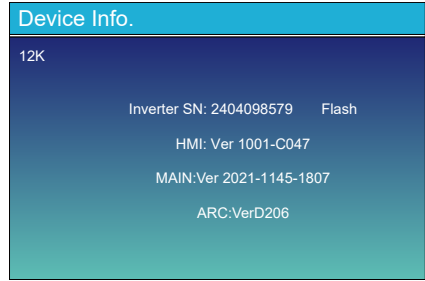 Device Info.
12K
Inverter SN: 2404098579 Flash
HMI: Ver 1001-C047
MAIN:Ver 2021-1145-1807
ARC:VerD206